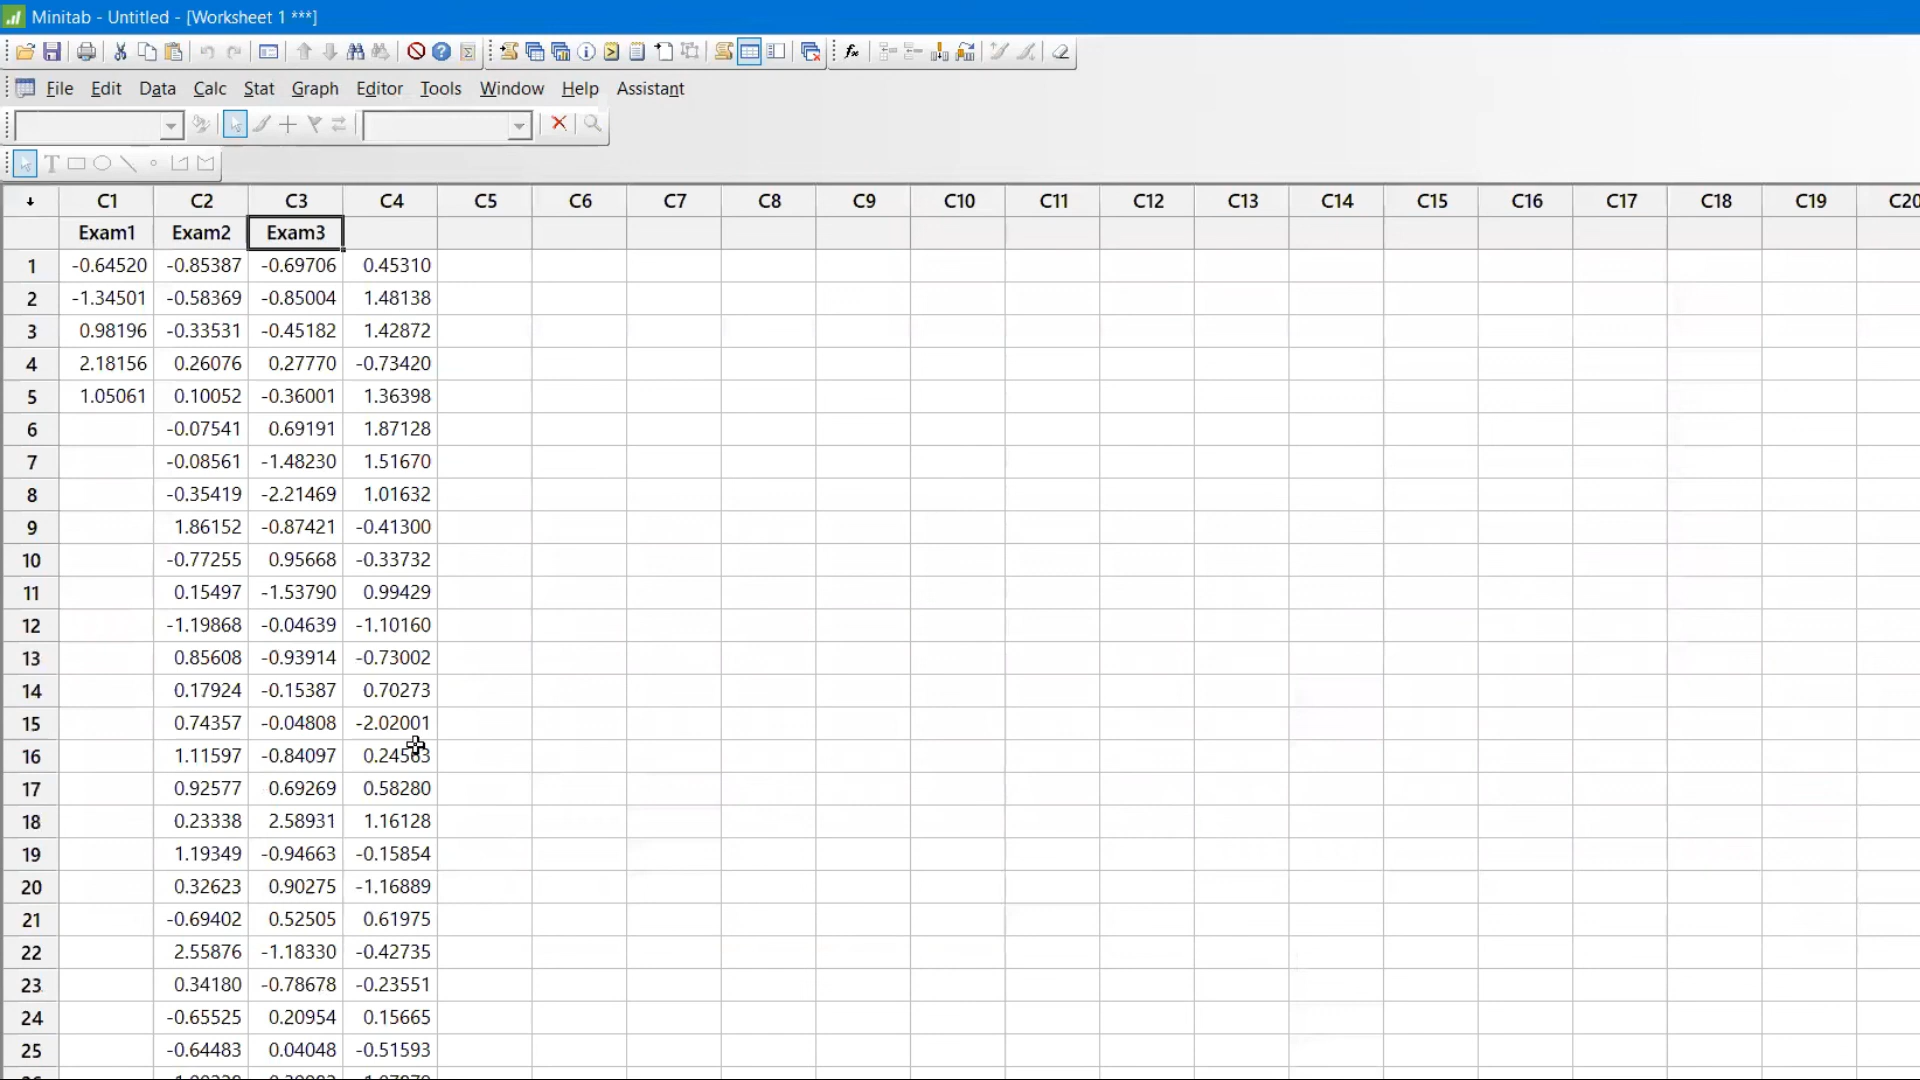 Minitab - Untitled - [Worksheet 1 ***]
File Edit Data Calc Stat Graph Editor Tools Window Help Assistant
C1 C2 C3 C4 C5 C6 C7 C8 C9 C10 C11 C12 C13 C14 C15 C16 C17 C18 C19 C20
Exam1 Exam2 Exam3
1 -0.64520 -0.85387 -0.69706 0.45310
2 -1.34501 -0.58369 -0.85004 1.48138
3 0.98196 -0.33531 -0.45182 1.42872
4 2.18156 0.26076 0.27770 -0.73420
5 1.05061 0.10052 -0.36001 1.36398
6 -0.07541 0.69191 1.87128
7 -0.08561 -1.48230 1.51670
8 -0.35419 -2.21469 1.01632
9 1.86152 -0.87421 -0.41300
10 -0.77255 0.95668 -0.33732
11 0.15497 -1.53790 0.99429
12 -1.19868 -0.04639 -1.10160
13 0.85608 -0.93914 -0.73002
14 0.17924 -0.15387 0.70273
15 0.74357 -0.04808 -2.02001
16 1.11597 -0.84097
17 0.92577 0.69269 0.58280
18 0.23338 2.58931 1.16128
19 1.19349 -0.94663 -0.15854
20 0.32623 0.90275 -1.16889
21 -0.69402 0.52505 0.61975
22 2.55876 -1.18330 -0.42735
23 0.34180 -0.78678 -0.23551
24 -0.65525 0.20954 0.15665
25 -0.64483 0.04048 -0.51593